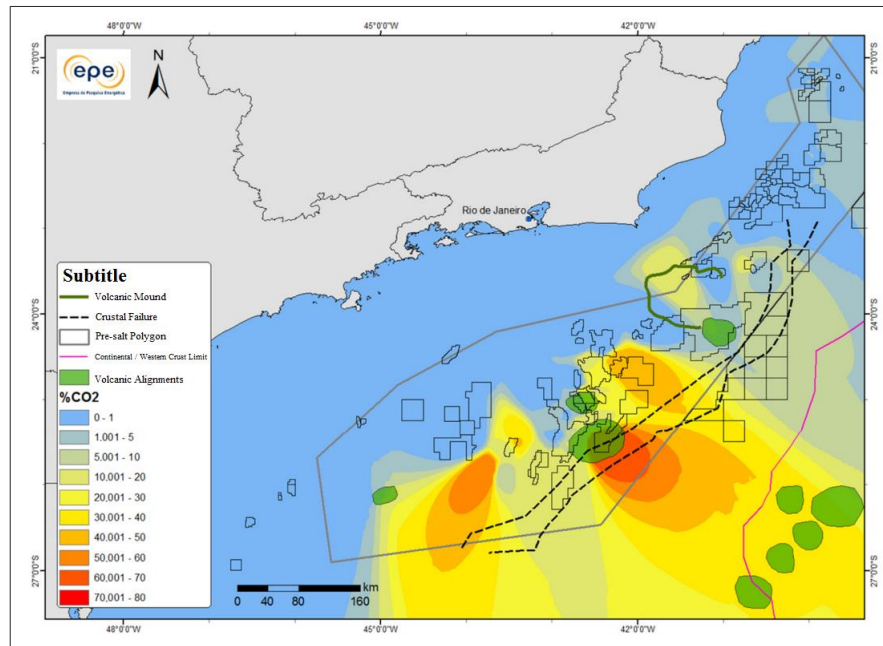 48°0'0"W
45°0'0"W
42°0'0"W
21°0'0"S
21°0'0"S
epe
Empresa de Pesquisa Energética
N
Rio de Janeiro
24°0'0"S
24°0'0"S
Subtitle
Volcanic Mound
Crustal Failure
Pre-salt Polygon
Continental / Western Crust Limit
Volcanic Alignments
%CO2
0 - 1
1.001 - 5
5.001 - 10
10,001 - 20
20,001 - 30
30,001 - 40
40,001 - 50
50,001 - 60
60,001 - 70
70,001 - 80
km
0 40 80 160
27°0'0"S
27°0'0"S
48°0'0"W
45°0'0"W
42°0'0"W